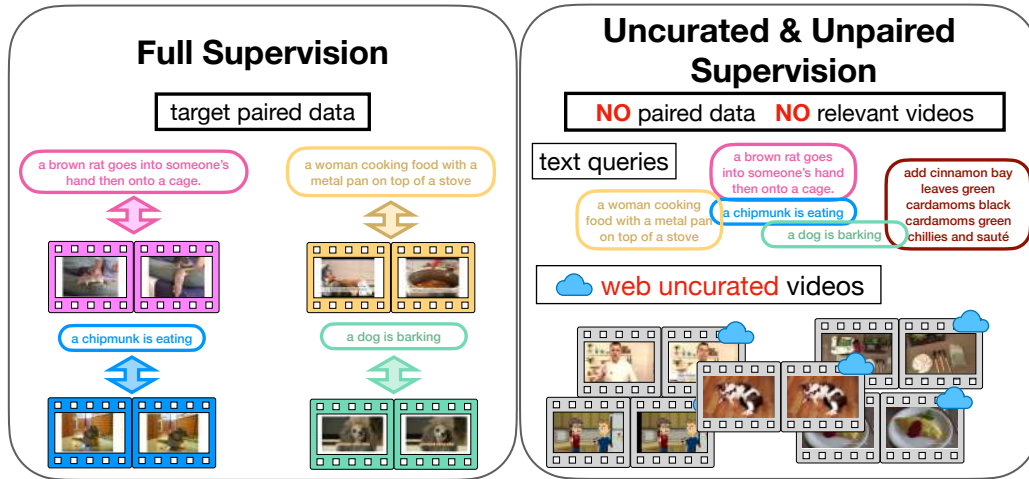 Full Supervision
target paired data
a brown rat goes into someone's
hand then onto a cage.
a woman cooking food with a
metal pan on top of a stove
a chipmunk is eating
a dog is barking
Uncurated & Unpaired
Supervision
NO paired data NO relevant videos
text queries
a brown rat goes
into someone's hand
then onto a cage.
a woman cooking
food with a metal pan
on top of a stove
a chipmunk is eating
a dog is barking
add cinnamon bay
leaves green
cardamoms black
cardamoms green
chillies and sauté
web uncurated videos